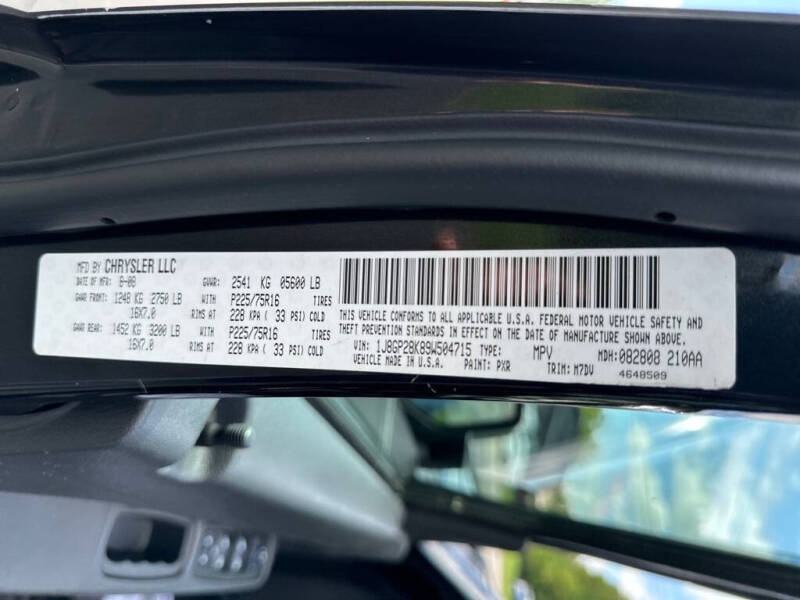 MFD BY CHRYSLER LLC
DATE OF MFR 8-08 GVWR: 2541 KG 05600 LB
GAWR FRONT: 1248 KG 2750 LB WITH P225/75R16 TIRES
16X7.0 RIMS AT 228 KPA ( 33 PSI) COLD
GAWR REAR: 1452 KG 3200 LB WITH P225/75R16 TIRES
16X7.0 RIMS AT 228 KPA ( 33 PSI) COLD
THIS VEHICLE CONFORMS TO ALL APPLICABLE U.S.A. FEDERAL MOTOR VEHICLE SAFETY AND
THEFT PREVENTION STANDARDS IN EFFECT ON THE DATE OF MANUFACTURE SHOWN ABOVE.
VIN: 1J8GP28K89W504715 TYPE: MPV MDH: 082808 210AA
VEHICLE MADE IN U.S.A. PAINT: PXR TRIM: M7DV
4648509